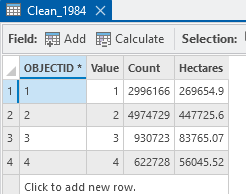 Clean_1984
Field: Add Calculate Selection:
OBJECTID * Value Count Hectares
1 1 1 2996166 269654.9
2 2 2 4974729 447725.6
3 3 3 930723 83765.07
4 4 4 622728 56045.52
Click to add new row.